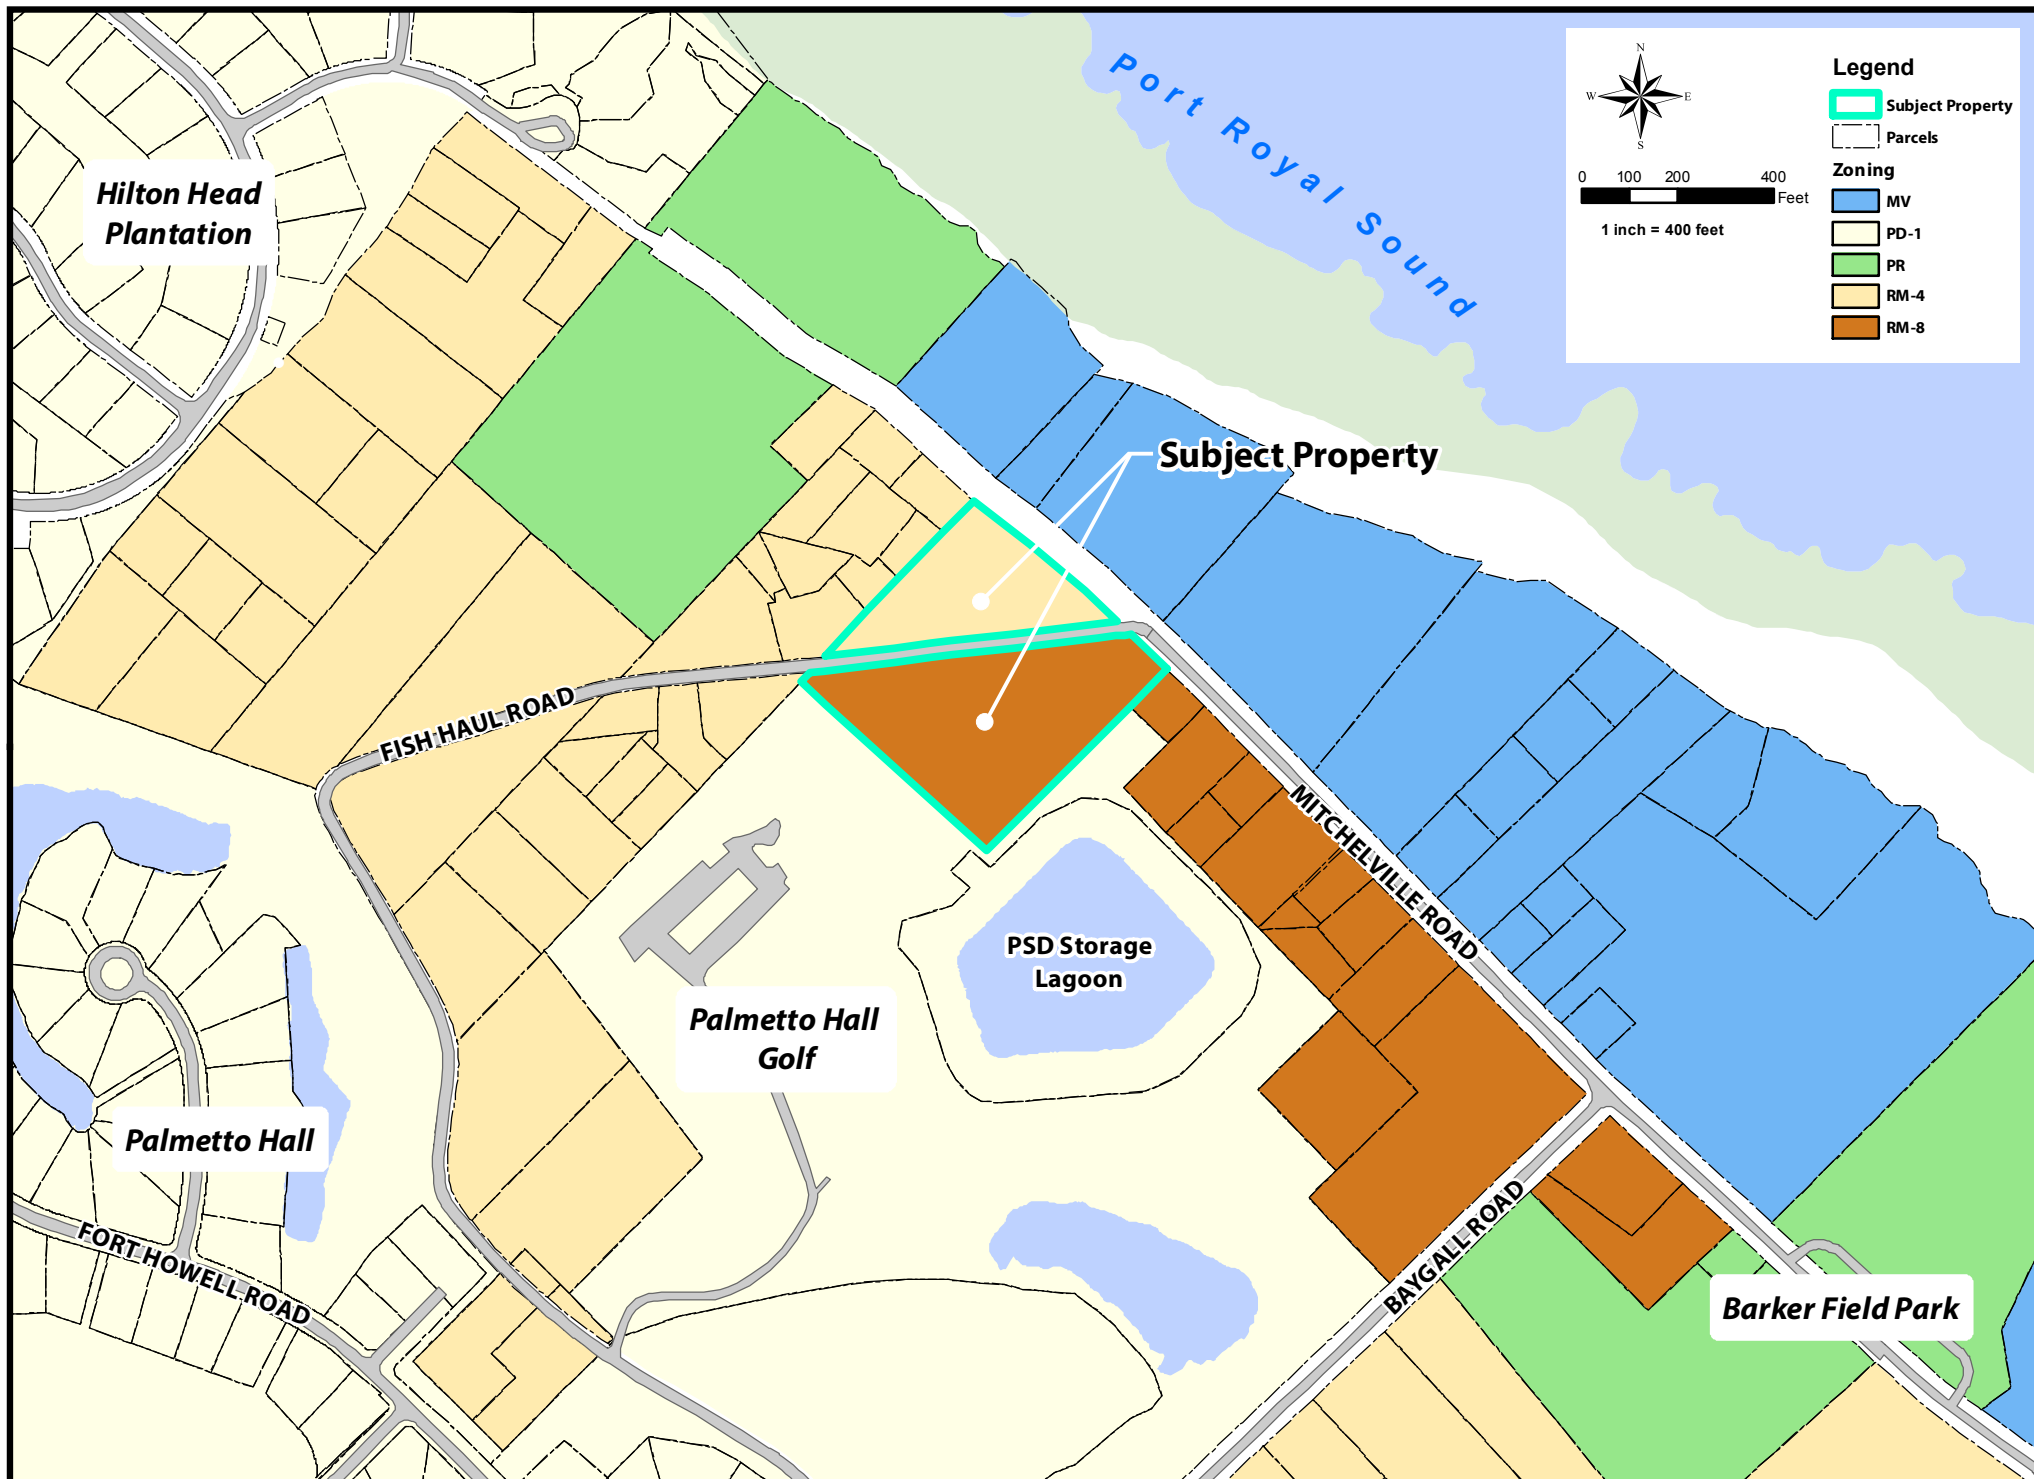 Port Royal Sound
N
W
E
S
0 100 200 400
Feet
1 inch = 400 feet
Legend
Subject Property
Parcels
Zoning
MV
PD-1
PR
RM-4
RM-8
Hilton Head
Plantation
Subject Property
FISH HAUL ROAD
MITCHELVILLE ROAD
PSD Storage
Lagoon
Palmetto Hall
Golf
Palmetto Hall
FORT HOWELL ROAD
BAYGALL ROAD
Barker Field Park